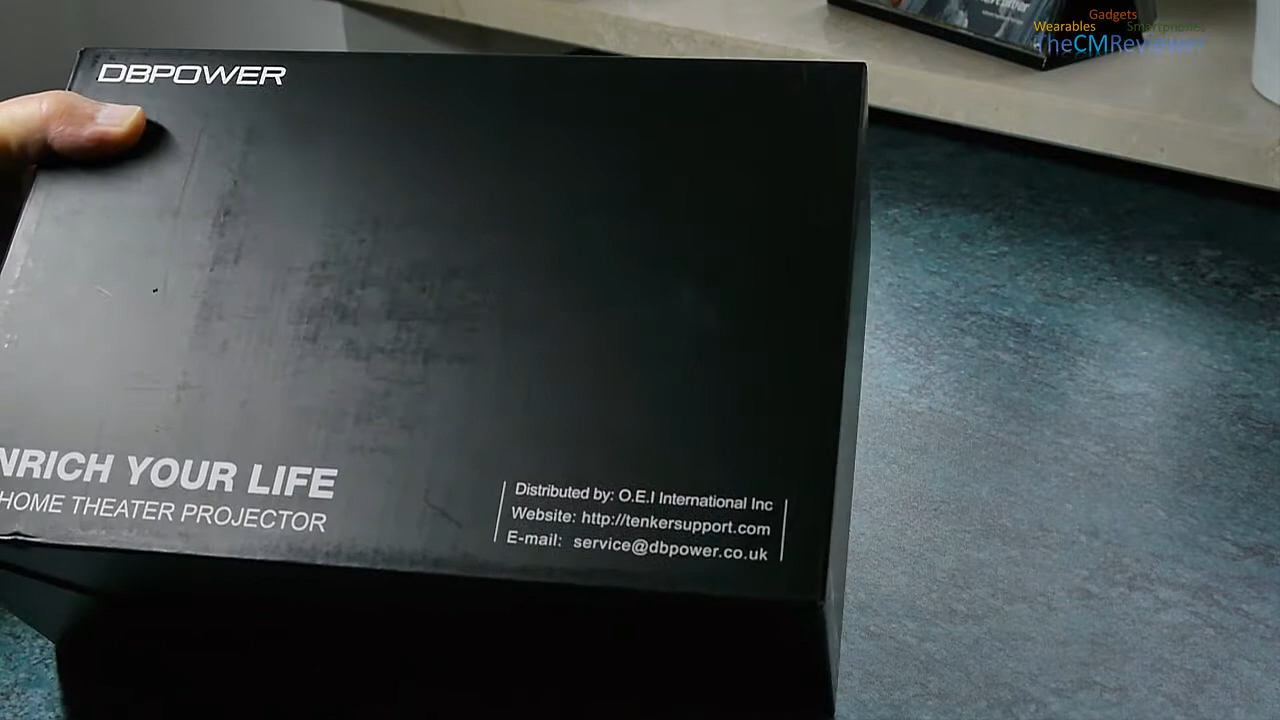 Gadgets
Wearables Smartphones
TheCMReviewer
DBPOWER
NRICH YOUR LIFE
HOME THEATER PROJECTOR
Distributed by: O.E.I International Inc
Website: http://tenkersupport.com
E-mail: service@dbpower.co.uk